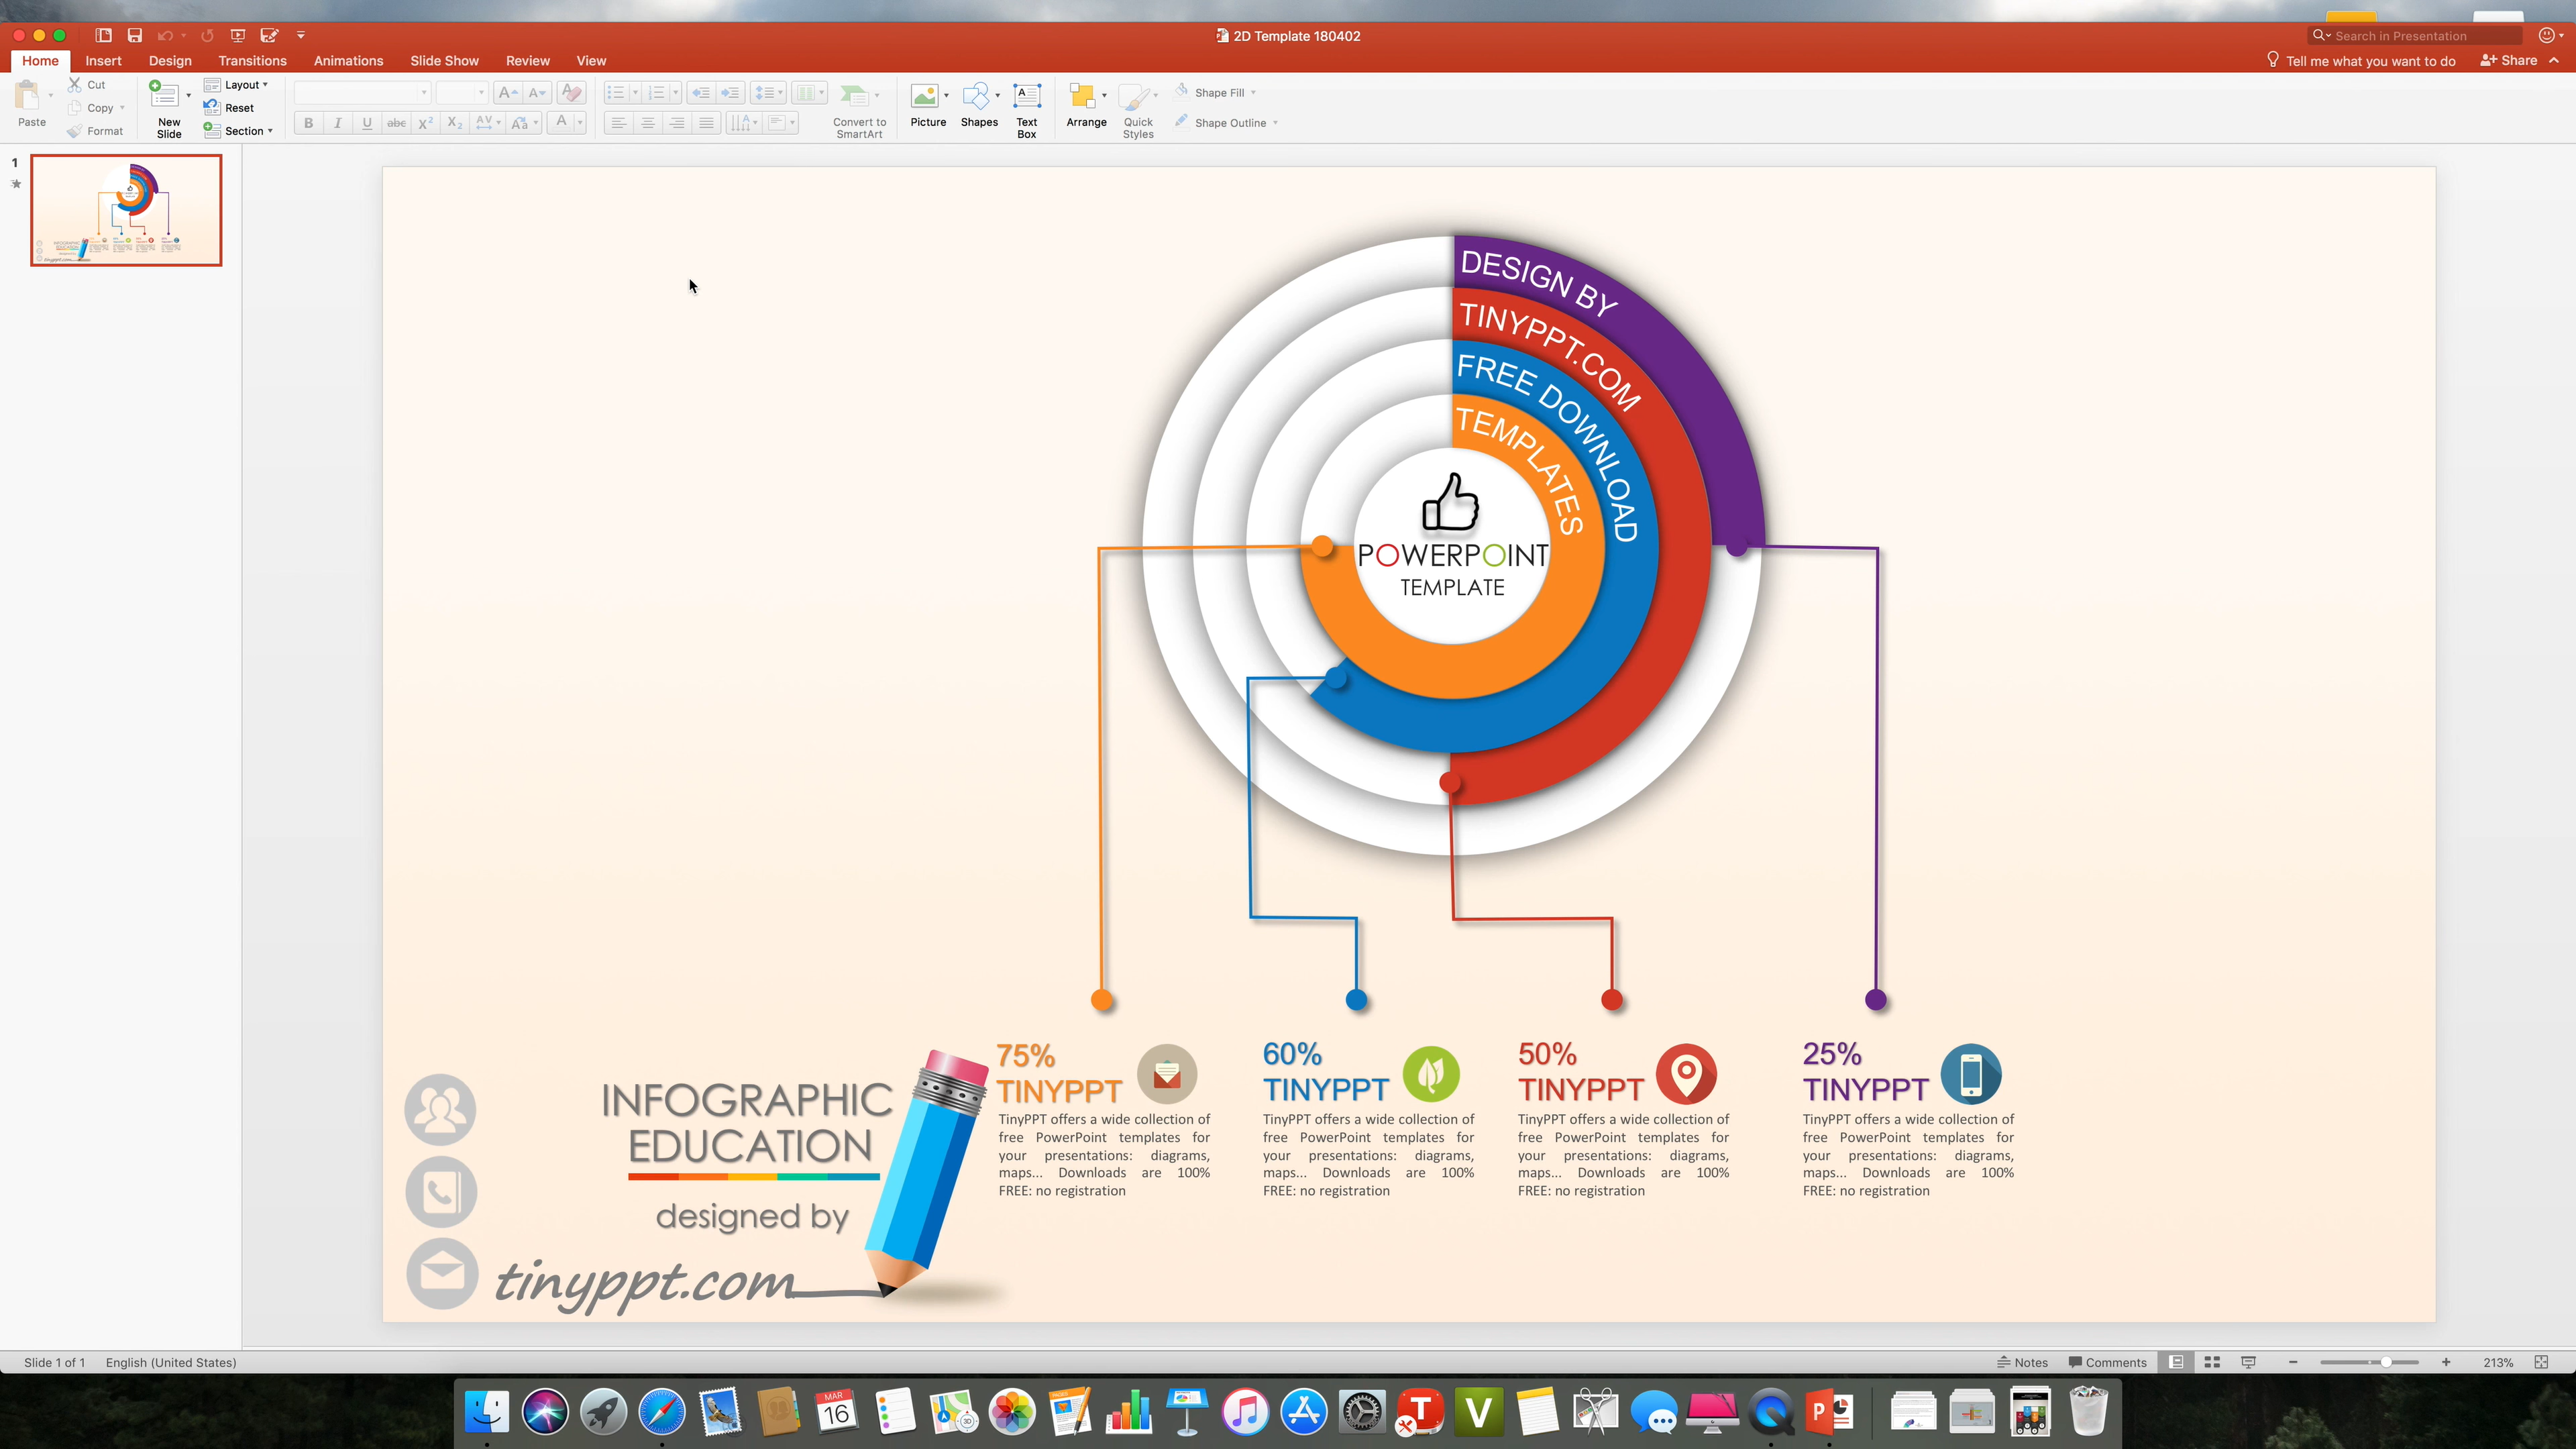 2D Template 180402
Search in Presentation
Home Insert Design Transitions Animations Slide Show Review View
Tell me what you want to do
Share
Paste
Cut
Copy
Format
New Slide
Layout
Reset
Section
Convert to SmartArt
Picture
Shapes
Text Box
Arrange
Quick Styles
Shape Fill
Shape Outline
1
DESIGN BY
TINYPPT.COM
FREE DOWNLOAD
TEMPLATES
POWERPOINT
TEMPLATE
INFOGRAPHIC
EDUCATION
designed by
tinyppt.com
75%
TINYPPT
TinyPPT offers a wide collection of
free PowerPoint templates for
your presentations: diagrams,
maps... Downloads are 100%
FREE: no registration
60%
TINYPPT
TinyPPT offers a wide collection of
free PowerPoint templates for
your presentations: diagrams,
maps... Downloads are 100%
FREE: no registration
50%
TINYPPT
TinyPPT offers a wide collection of
free PowerPoint templates for
your presentations: diagrams,
maps... Downloads are 100%
FREE: no registration
25%
TINYPPT
TinyPPT offers a wide collection of
free PowerPoint templates for
your presentations: diagrams,
maps... Downloads are 100%
FREE: no registration
Slide 1 of 1 English (United States)
Notes Comments 213%
MAR
16